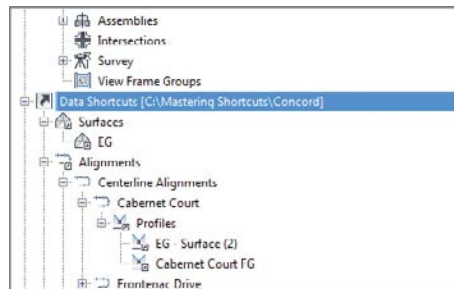 Assemblies
Intersections
Survey
View Frame Groups
Data Shortcuts [C:\Mastering Shortcuts\Concord]
Surfaces
EG
Alignments
Centerline Alignments
Cabernet Court
Profiles
EG - Surface (2)
Cabernet Court FG
Frontenac Drive